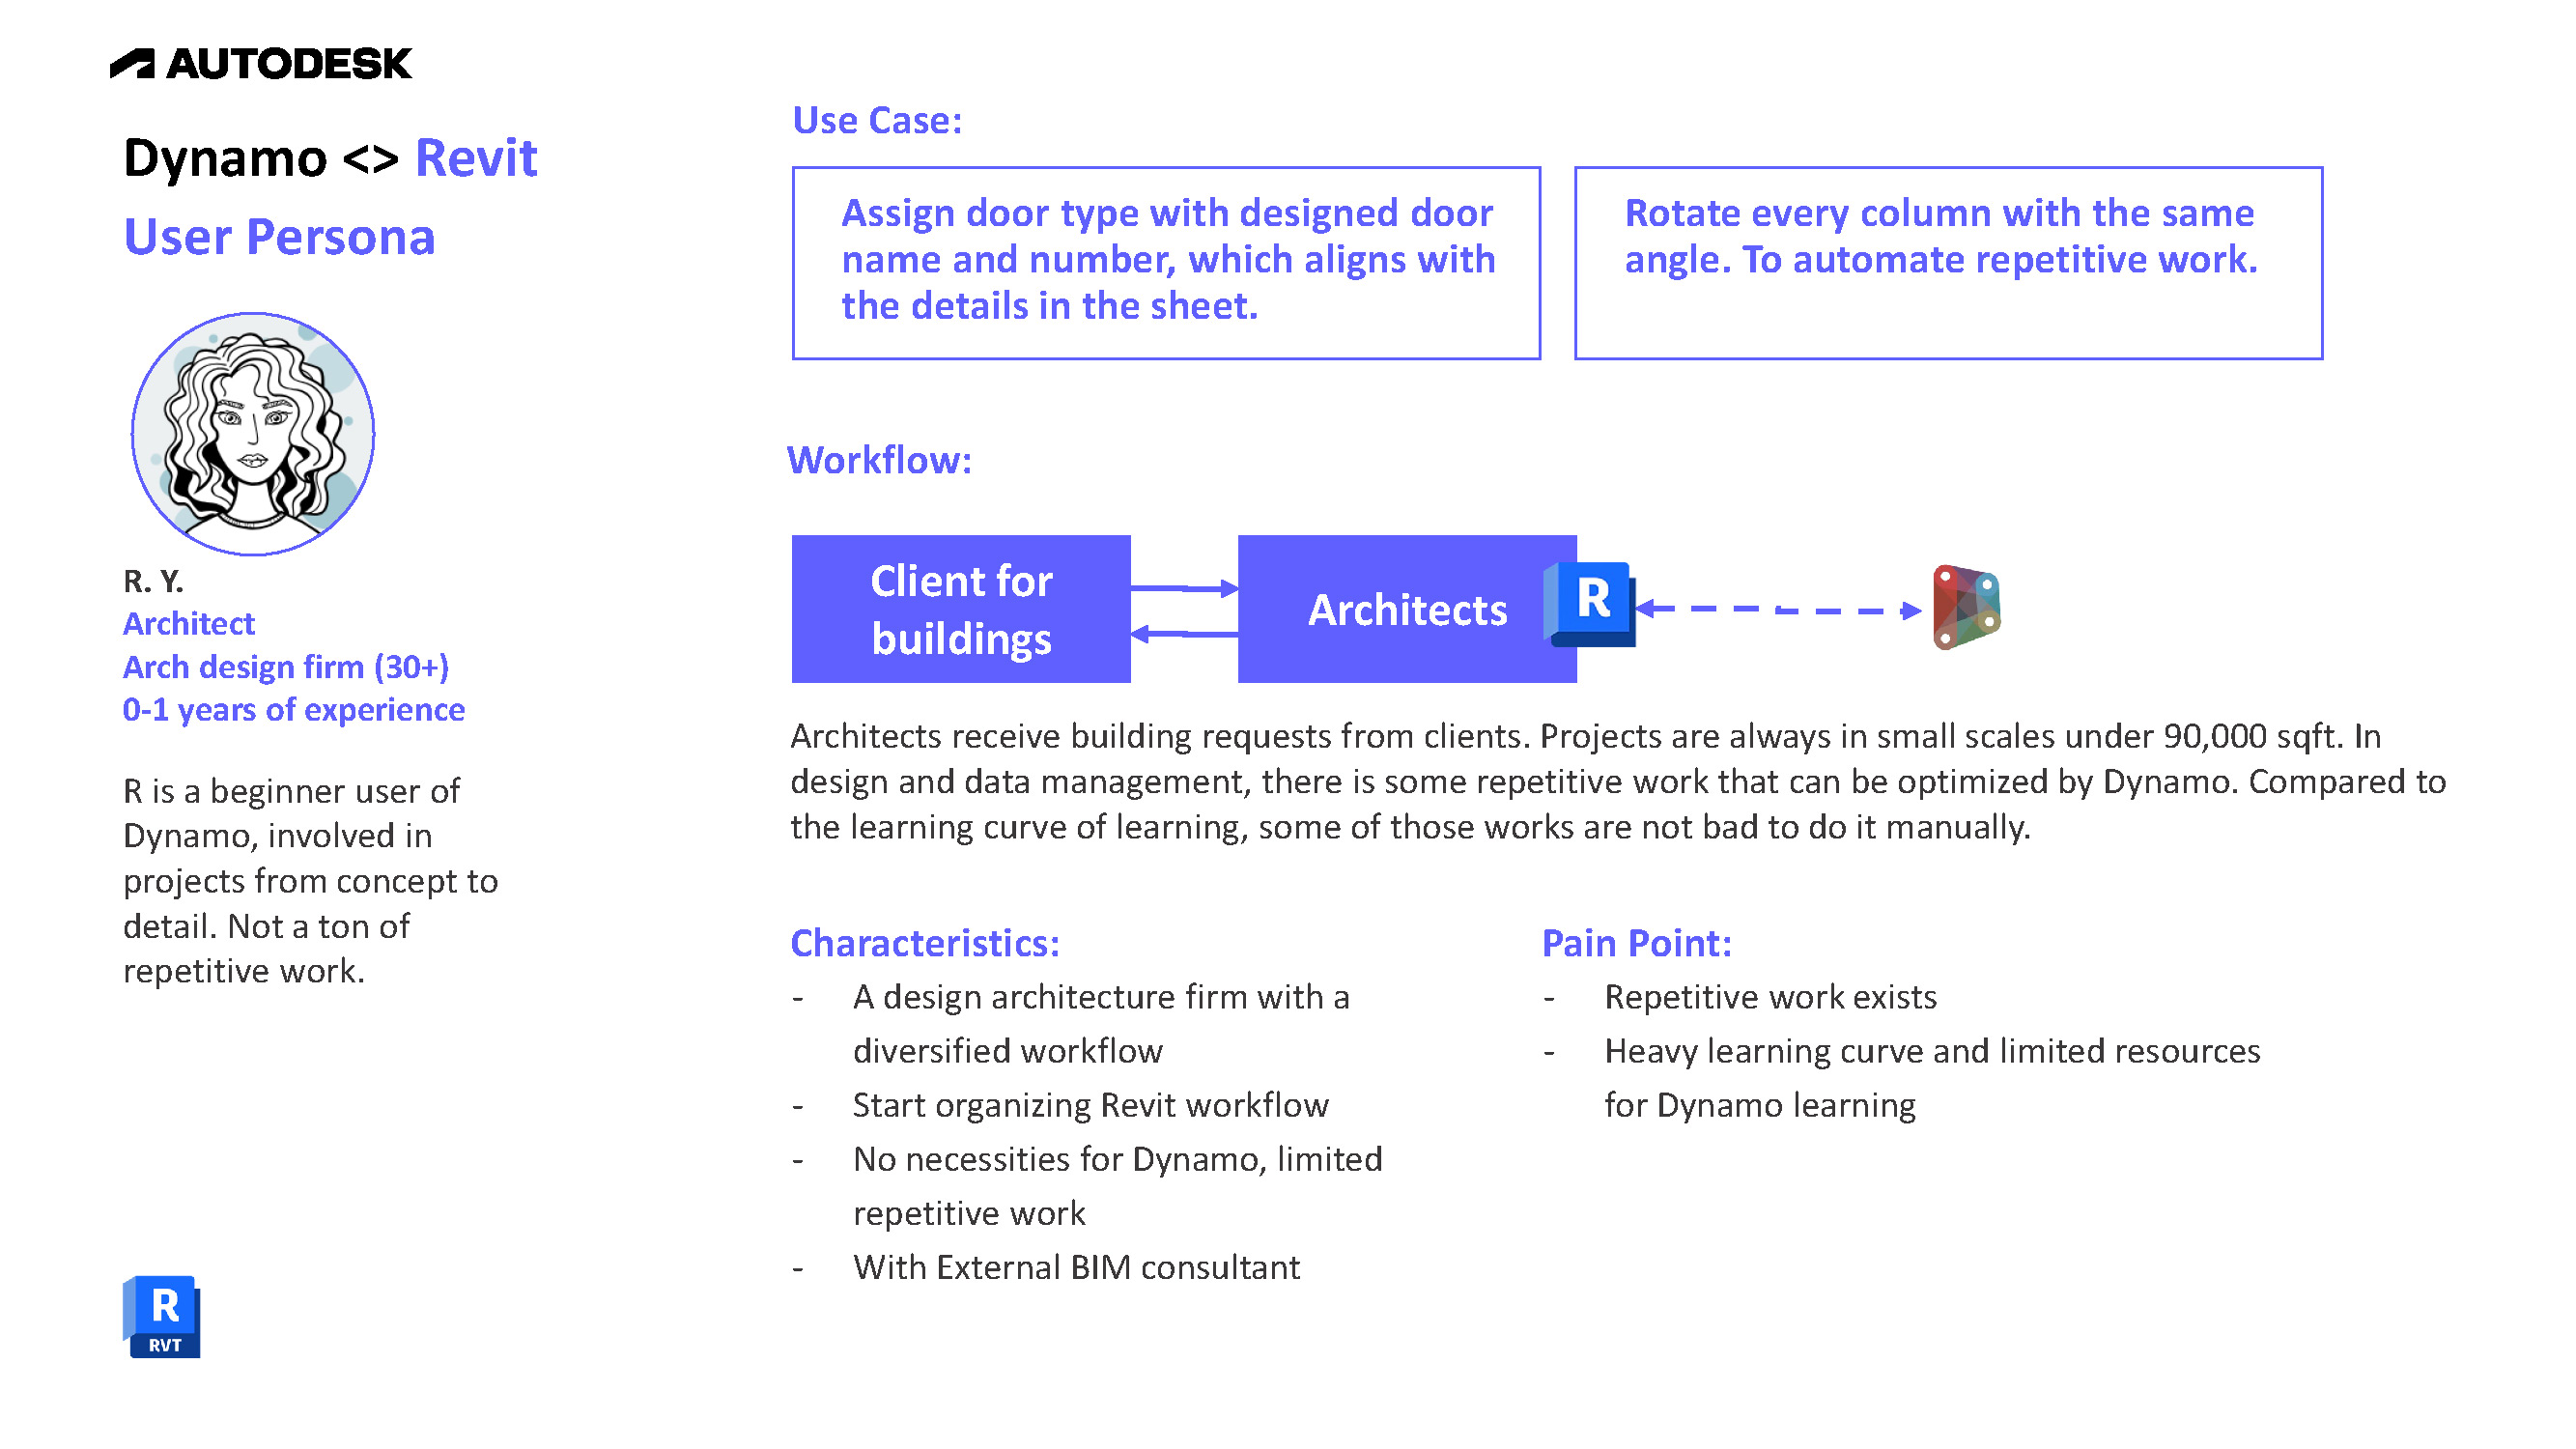 AUTODESK
Dynamo <> Revit
User Persona
R. Y.
Architect
Arch design firm (30+)
0-1 years of experience
R is a beginner user of
Dynamo, involved in
projects from concept to
detail. Not a ton of
repetitive work.
R
RVT
Use Case:
Assign door type with designed door
name and number, which aligns with
the details in the sheet.
Rotate every column with the same
angle. To automate repetitive work.
Workflow:
Client for
buildings
Architects
R
Architects receive building requests from clients. Projects are always in small scales under 90,000 sqft. In
design and data management, there is some repetitive work that can be optimized by Dynamo. Compared to
the learning curve of learning, some of those works are not bad to do it manually.
Characteristics:
- A design architecture firm with a
diversified workflow
- Start organizing Revit workflow
- No necessities for Dynamo, limited
repetitive work
- With External BIM consultant
Pain Point:
- Repetitive work exists
- Heavy learning curve and limited resources
for Dynamo learning